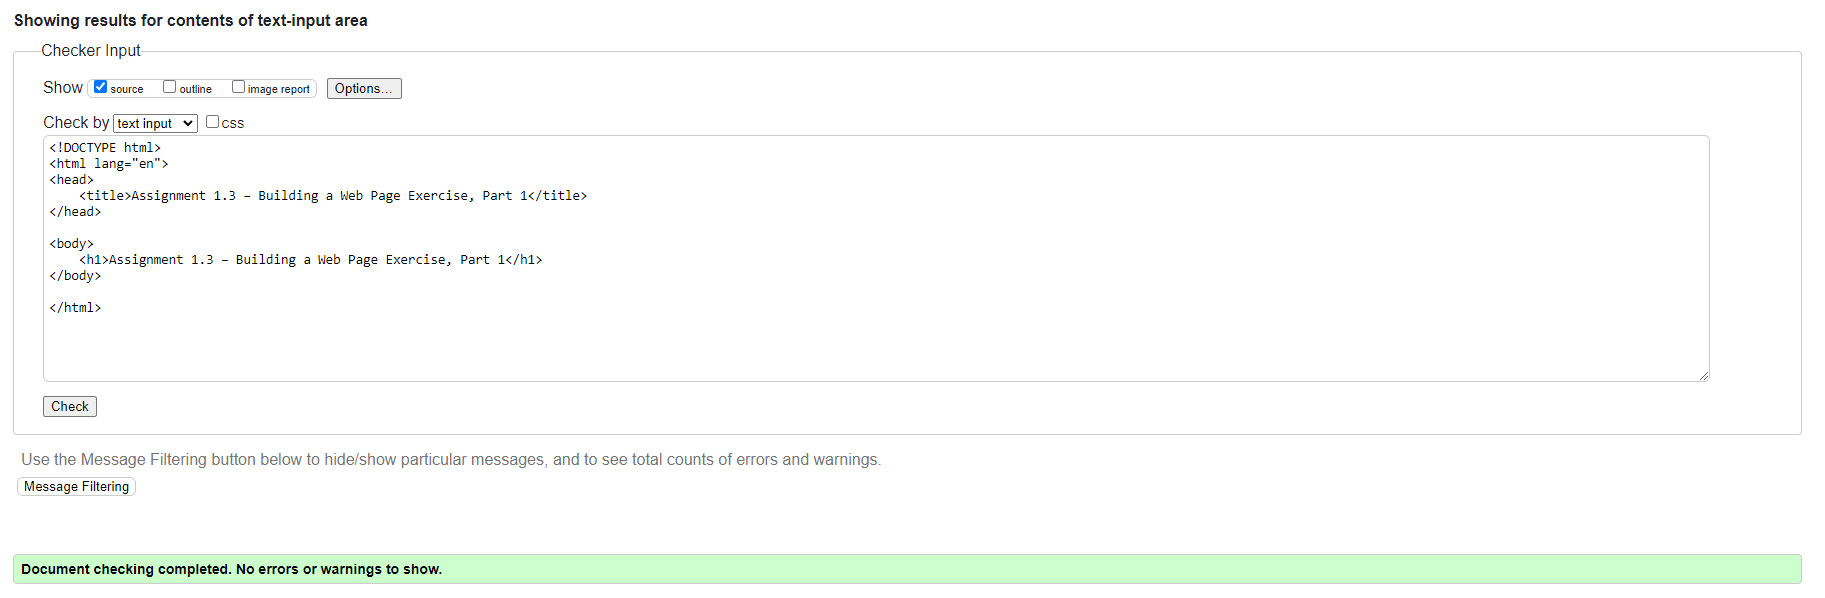 Showing results for contents of text-input area
Checker Input
Show source outline image report Options...
Check by text input css
<!DOCTYPE html>
<html lang="en">
<head>
    <title>Assignment 1.3 – Building a Web Page Exercise, Part 1</title>
</head>
<body>
    <h1>Assignment 1.3 – Building a Web Page Exercise, Part 1</h1>
</body>
</html>
Check
Use the Message Filtering button below to hide/show particular messages, and to see total counts of errors and warnings.
Message Filtering
Document checking completed. No errors or warnings to show.